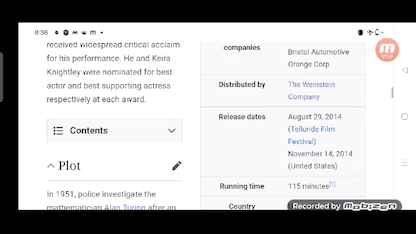 8:36
received widespread critical acclaim
for his performance. He and Keira
Knightley were nominated for best
actor and best supporting actress
respectively at each award.
Contents
Plot
In 1951, police investigate the
mathematician Alan Turing after an
companies
Bristol Automotive
Orange Corp
Distributed by
The Weinstein
Company
Release dates
August 29, 2014
(Telluride Film
Festival)
November 14, 2014
(United States)
Running time
115 minutes[1]
Country
Recorded by mobizen